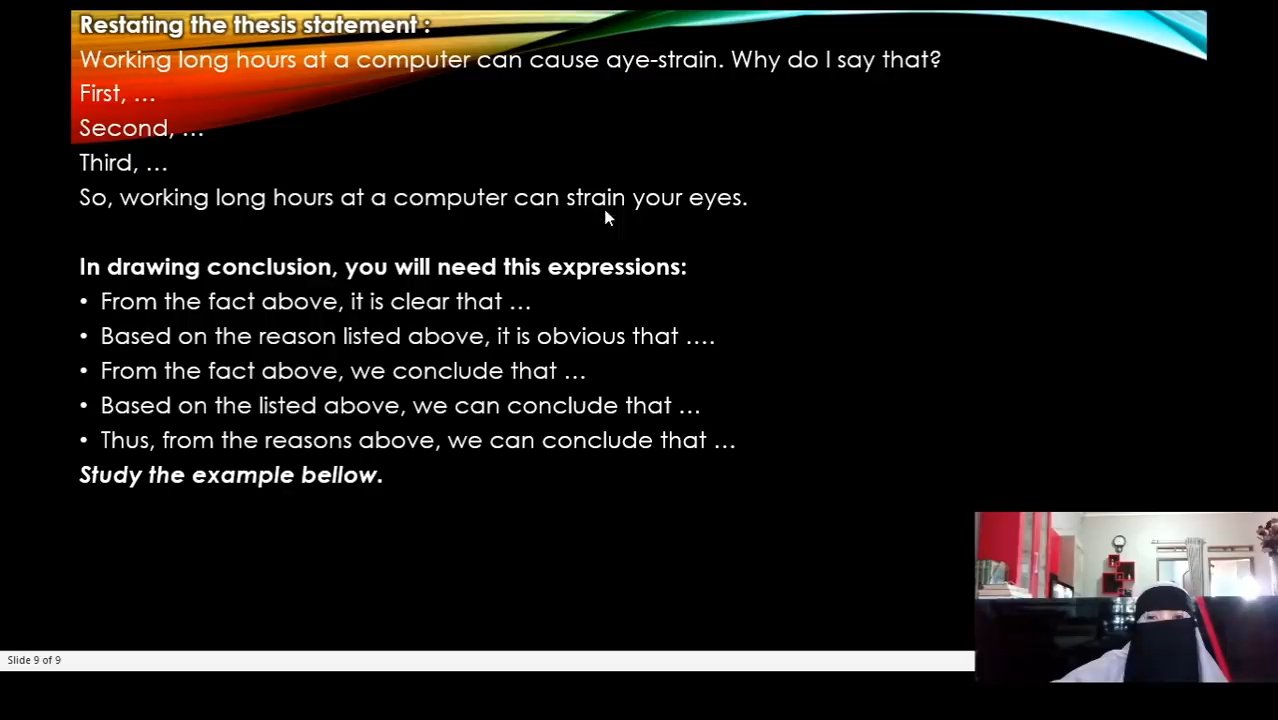 Restating the thesis statement :
Working long hours at a computer can cause aye-strain. Why do I say that?
First, …
Second, …
Third, …
So, working long hours at a computer can strain your eyes.
In drawing conclusion, you will need this expressions:
• From the fact above, it is clear that …
• Based on the reason listed above, it is obvious that ….
• From the fact above, we conclude that …
• Based on the listed above, we can conclude that …
• Thus, from the reasons above, we can conclude that …
Study the example bellow.
Slide 9 of 9